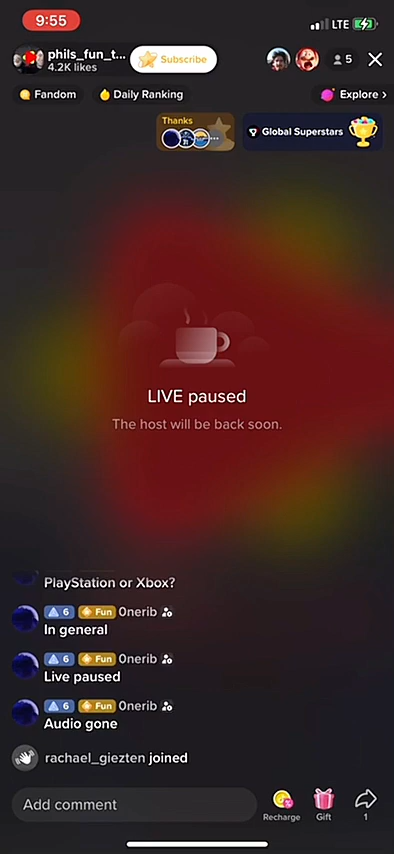 9:55
LTE
phils_fun_t...
4.2K likes
Subscribe
5
Fandom
Daily Ranking
Explore >
Thanks
Global Superstars
LIVE paused
The host will be back soon.
PlayStation or Xbox?
6 Fun 0nerib
In general
6 Fun 0nerib
Live paused
6 Fun 0nerib
Audio gone
rachael_giezten joined
Add comment
Recharge
Gift
1